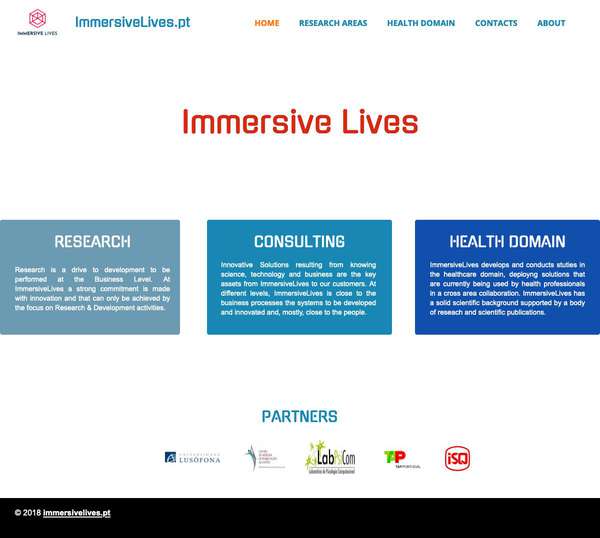 IMMERSIVE LIVES
ImmersiveLives.pt
HOME RESEARCH AREAS HEALTH DOMAIN CONTACTS ABOUT
Immersive Lives
RESEARCH
Research is a drive to development to be
performed at the Business Level. At
ImmersiveLives a strong commitment is made
with innovation and that can only be achieved by
the focus on Research & Development activities.
CONSULTING
Innovative Solutions resulting from knowing
science, technology and business are the key
assets from ImmersiveLives to our customers. At
different levels, ImmersiveLives is close to the
business processes the systems to be developed
and innovated and, mostly, close to the people.
HEALTH DOMAIN
ImmersiveLives develops and conducts stuties in
the healthcare domain, deployng solutions that
are currently being used by health professionals
in a cross area collaboration. ImmersiveLives has
a solid scientific background supported by a body
of reseach and scientific publications.
PARTNERS
UNIVERSIDADE
LUSÓFONA
LabPsiCom
Laboratório de Psicologia Computacional
TAP PORTUGAL
iSQ
© 2018 immersivelives.pt